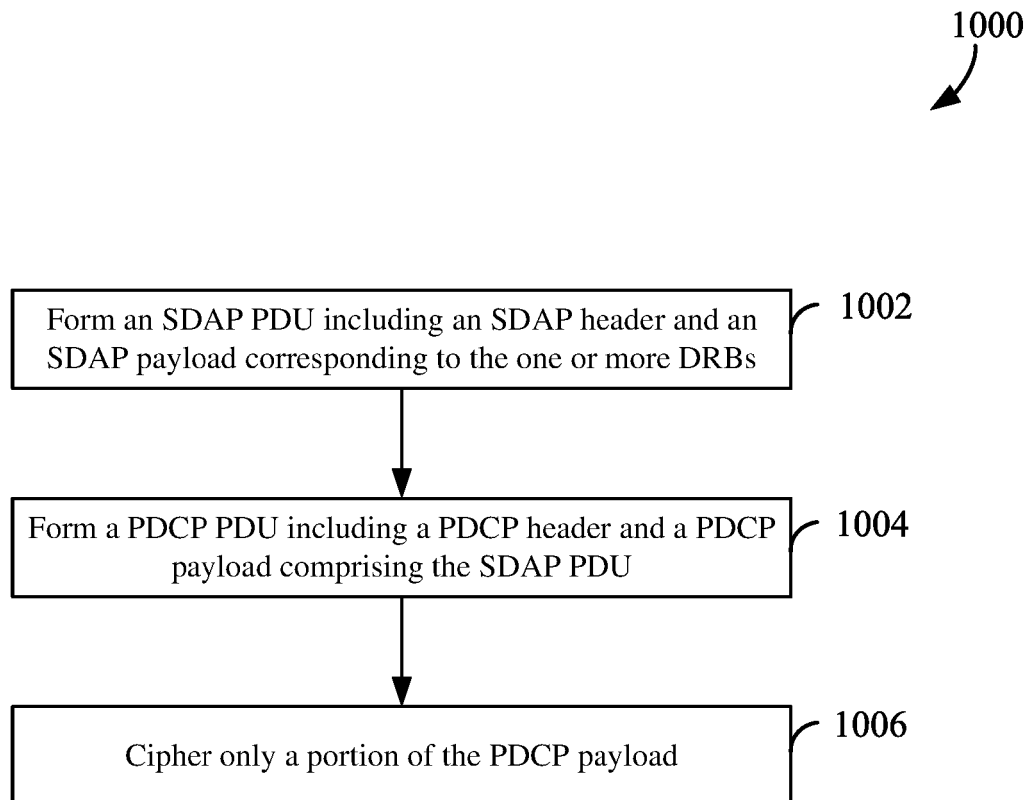 1000
Form an SDAP PDU including an SDAP header and an
SDAP payload corresponding to the one or more DRBs
1002
Form a PDCP PDU including a PDCP header and a PDCP
payload comprising the SDAP PDU
1004
Cipher only a portion of the PDCP payload
1006